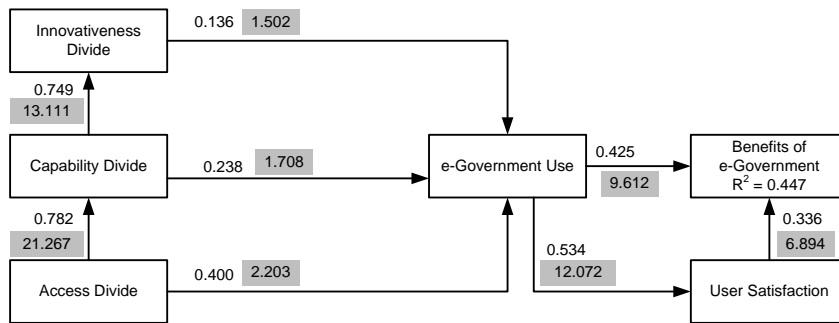 Innovativeness
Divide
0.136 1.502
0.749
13.111
Capability Divide
0.238 1.708
e-Government Use
0.425
9.612
Benefits of
e-Government
R² = 0.447
0.782
21.267
0.534
12.072
0.336
6.894
Access Divide
0.400 2.203
User Satisfaction